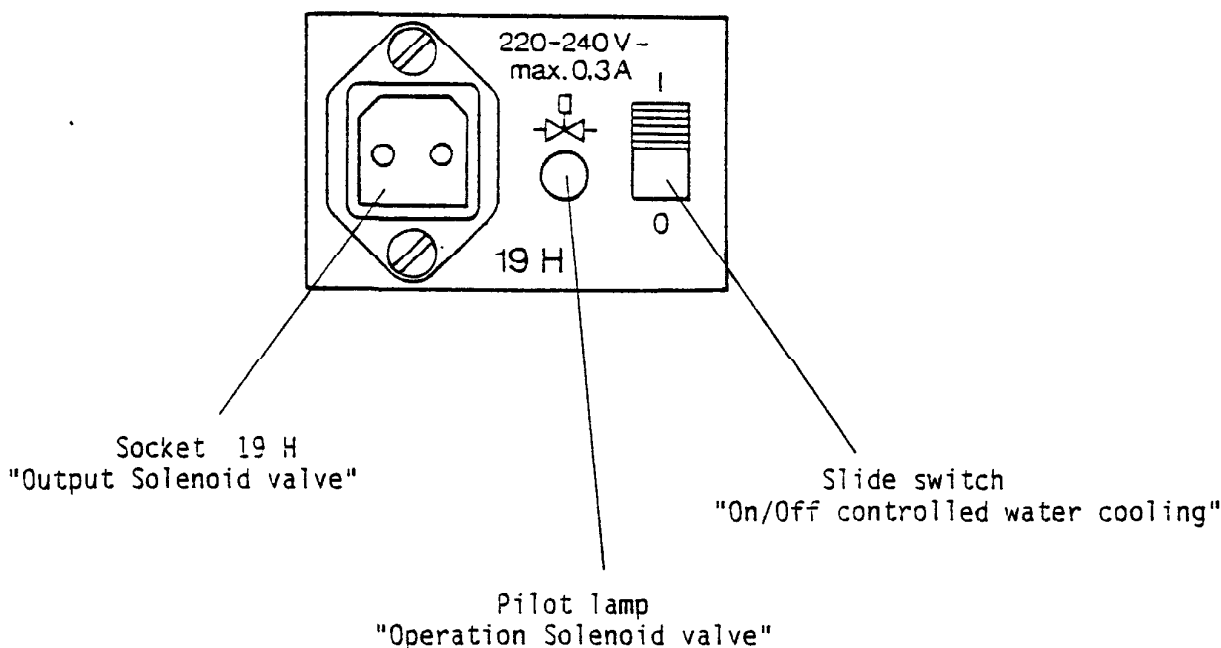 220-240V~
max. 0,3A
I
0
19 H
Socket 19 H
"Output Solenoid valve"
Slide switch
"On/Off controlled water cooling"
Pilot lamp
"Operation Solenoid valve"